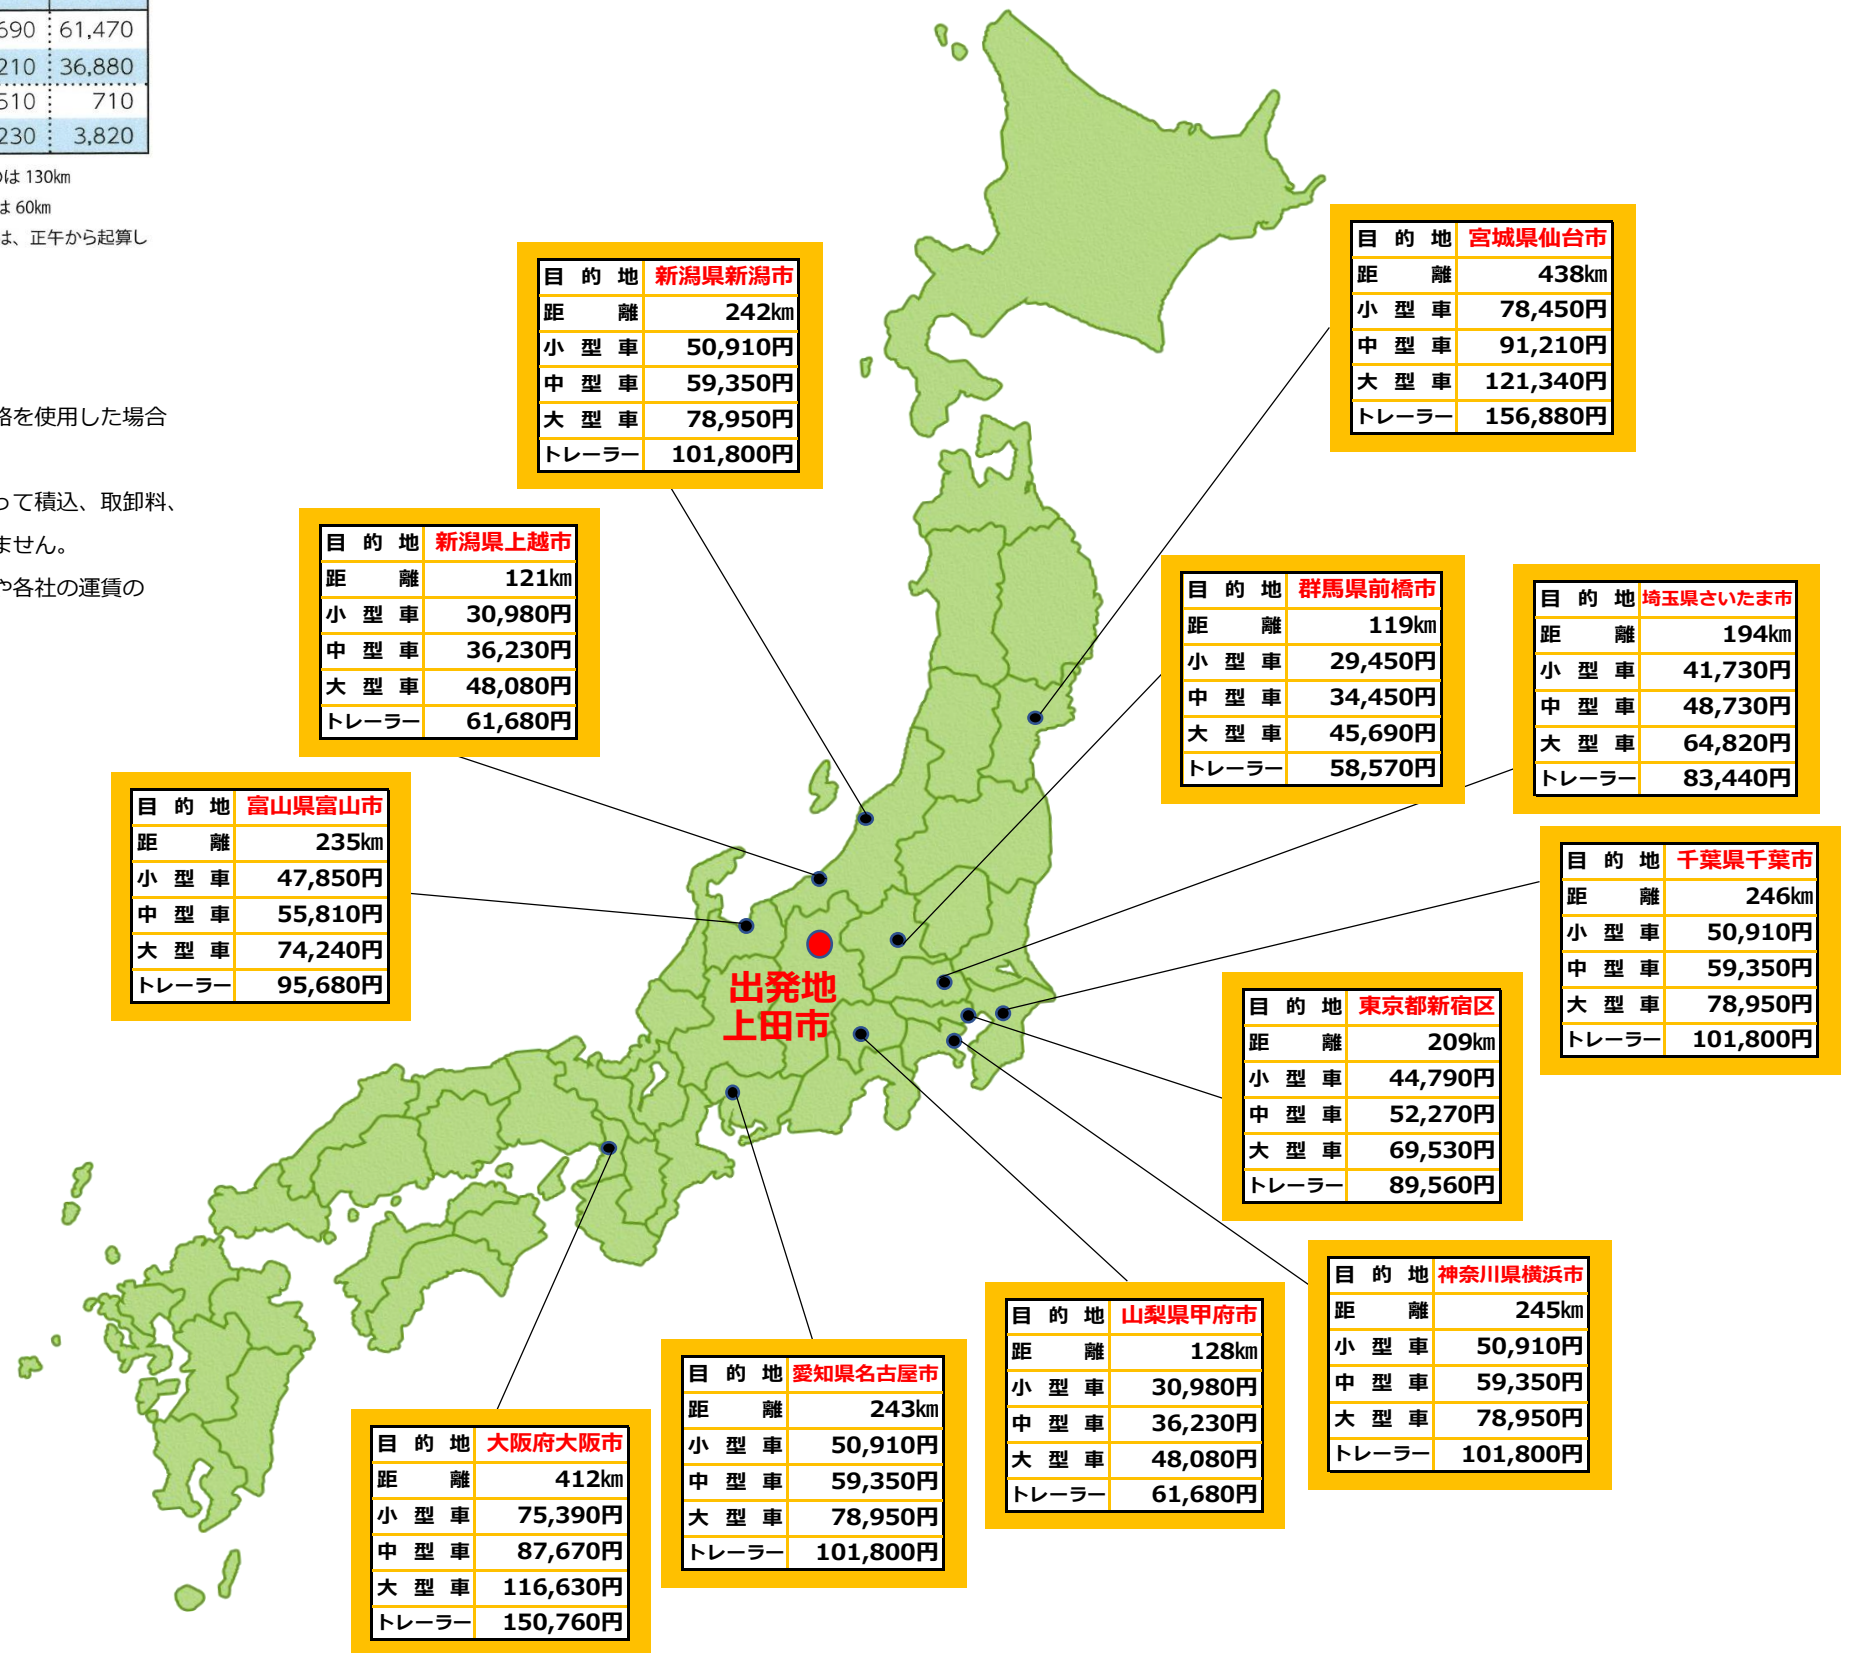 690 61,470
210 36,880
510 710
230 3,820
のは 130㎞
は 60㎞
は、正午から起算し
路を使用した場合
って積込、取卸料、
ません。
や各社の運賃の
目的地 宮城県仙台市
距離 438㎞
小型車 78,450円
中型車 91,210円
大型車 121,340円
トレーラー 156,880円
目的地 新潟県新潟市
距離 242㎞
小型車 50,910円
中型車 59,350円
大型車 78,950円
トレーラー 101,800円
目的地 新潟県上越市
距離 121㎞
小型車 30,980円
中型車 36,230円
大型車 48,080円
トレーラー 61,680円
目的地 群馬県前橋市
距離 119㎞
小型車 29,450円
中型車 34,450円
大型車 45,690円
トレーラー 58,570円
目的地 埼玉県さいたま市
距離 194㎞
小型車 41,730円
中型車 48,730円
大型車 64,820円
トレーラー 83,440円
目的地 富山県富山市
距離 235㎞
小型車 47,850円
中型車 55,810円
大型車 74,240円
トレーラー 95,680円
目的地 千葉県千葉市
距離 246㎞
小型車 50,910円
中型車 59,350円
大型車 78,950円
トレーラー 101,800円
出発地
上田市
目的地 東京都新宿区
距離 209㎞
小型車 44,790円
中型車 52,270円
大型車 69,530円
トレーラー 89,560円
目的地 神奈川県横浜市
距離 245㎞
小型車 50,910円
中型車 59,350円
大型車 78,950円
トレーラー 101,800円
目的地 山梨県甲府市
距離 128㎞
小型車 30,980円
中型車 36,230円
大型車 48,080円
トレーラー 61,680円
目的地 愛知県名古屋市
距離 243㎞
小型車 50,910円
中型車 59,350円
大型車 78,950円
トレーラー 101,800円
目的地 大阪府大阪市
距離 412㎞
小型車 75,390円
中型車 87,670円
大型車 116,630円
トレーラー 150,760円